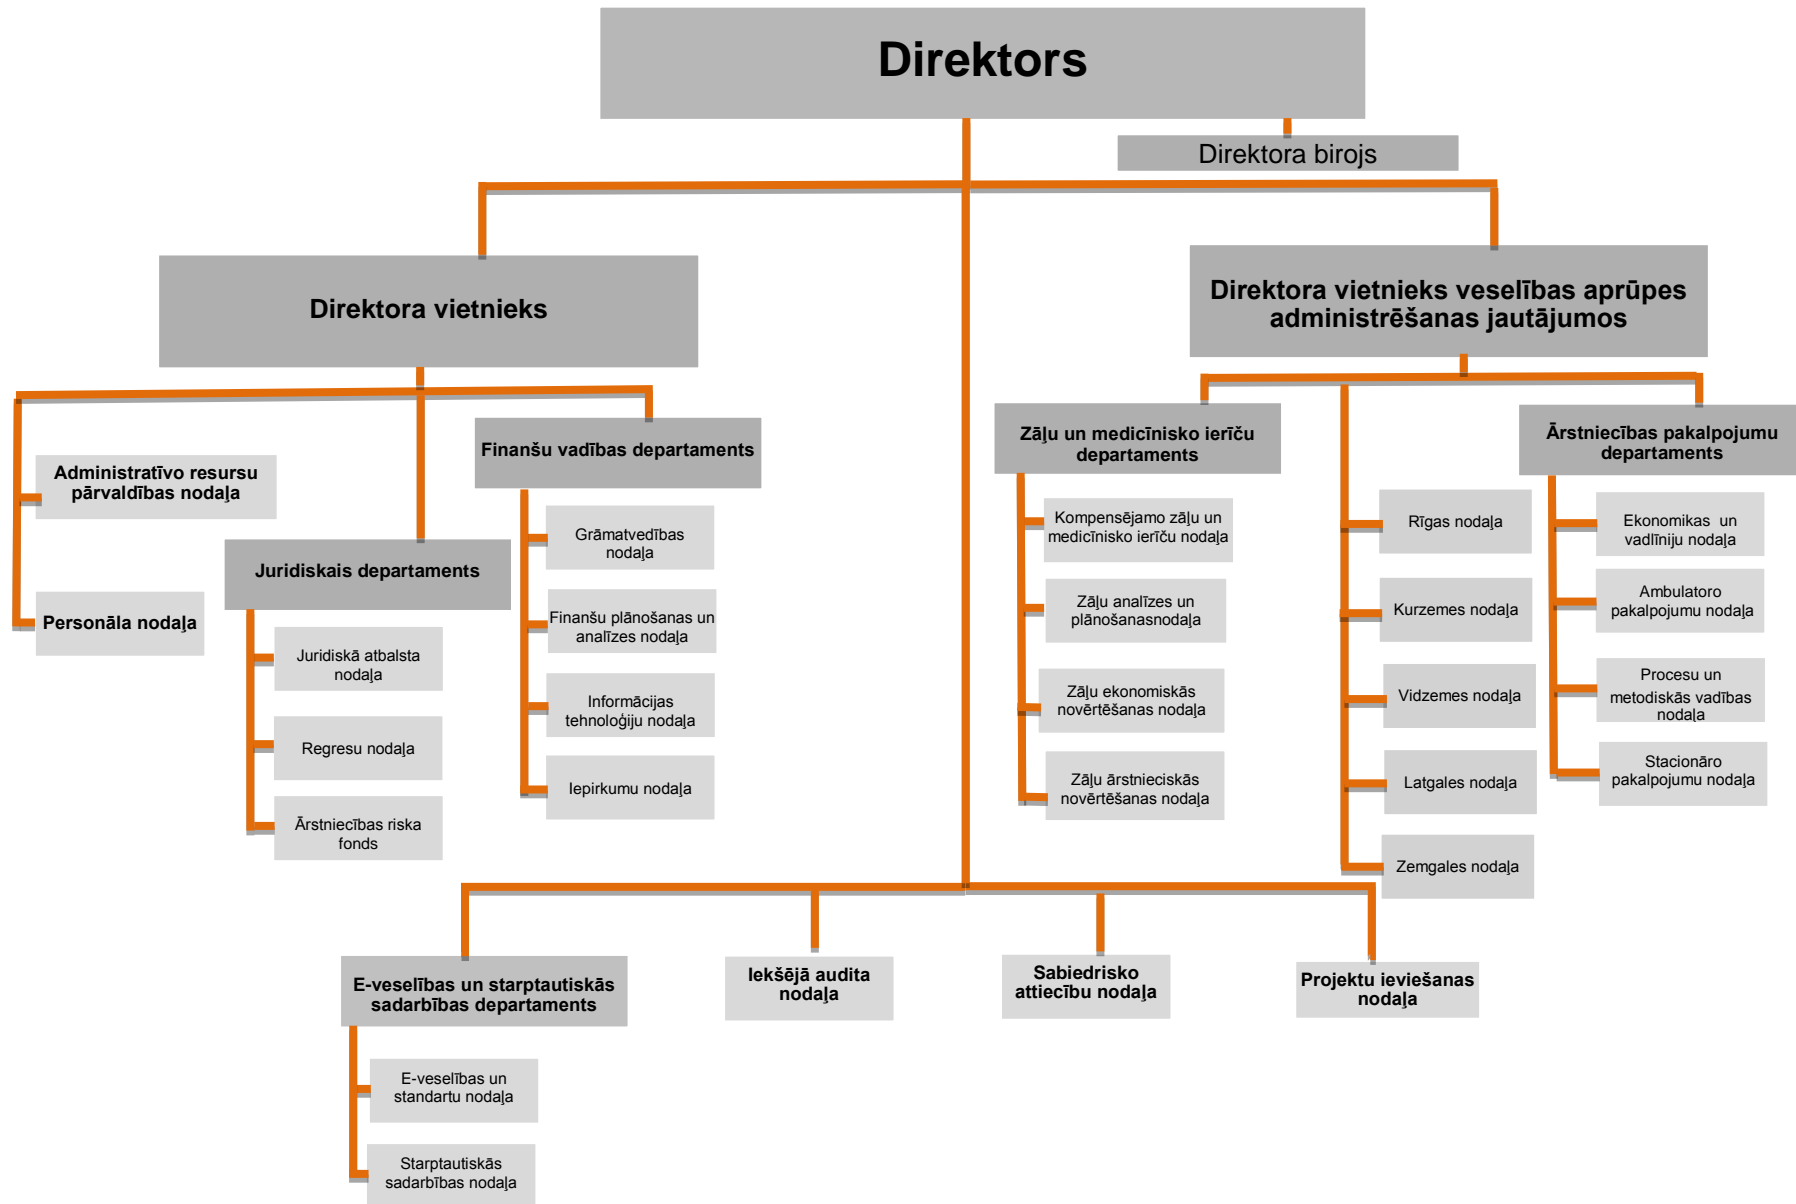 Direktors
Direktora birojs
Direktora vietnieks
Direktora vietnieks veselības aprūpes
administrēšanas jautājumos
Administratīvo resursu
pārvaldības nodaļa
Personāla nodaļa
Juridiskais departaments
Juridiskā atbalsta
nodaļa
Regresu nodaļa
Ārstniecības riska
fonds
Finanšu vadības departaments
Grāmatvedības
nodaļa
Finanšu plānošanas un
analīzes nodaļa
Informācijas
tehnoloģiju nodaļa
Iepirkumu nodaļa
Zāļu un medicīnisko ierīču
departaments
Kompensējamo zāļu un
medicīnisko ierīču nodaļa
Zāļu analīzes un
plānošanasnodaļa
Zāļu ekonomiskās
novērtēšanas nodaļa
Zāļu ārstnieciskās
novērtēšanas nodaļa
Rīgas nodaļa
Kurzemes nodaļa
Vidzemes nodaļa
Latgales nodaļa
Zemgales nodaļa
Ārstniecības pakalpojumu
departaments
Ekonomikas un
vadlīniju nodaļa
Ambulatoro
pakalpojumu nodaļa
Procesu un
metodiskās vadības
nodaļa
Stacionāro
pakalpojumu nodaļa
E-veselības un starptautiskās
sadarbības departaments
E-veselības un
standartu nodaļa
Starptautiskās
sadarbības nodaļa
Iekšējā audita
nodaļa
Sabiedrisko
attiecību nodaļa
Projektu ieviešanas
nodaļa